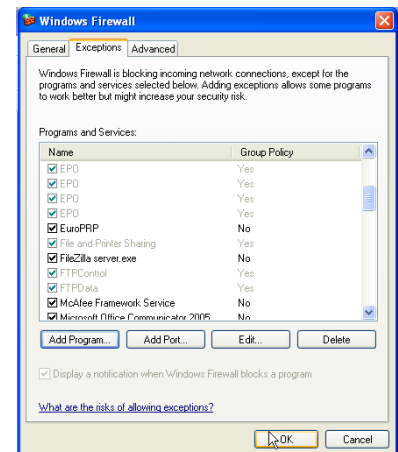 Windows Firewall
General Exceptions Advanced
Windows Firewall is blocking incoming network connections, except for the
programs and services selected below. Adding exceptions allows some programs
to work better but might increase your security risk.
Programs and Services:
Name Group Policy
EPO Yes
EPO Yes
EPO Yes
EPO Yes
EuroPRP No
File and Printer Sharing Yes
FileZilla server.exe No
FTPControl Yes
FTPData Yes
McAfee Framework Service No
Microsoft Office Communicator 2005 No
Add Program... Add Port... Edit... Delete
Display a notification when Windows Firewall blocks a program
What are the risks of allowing exceptions?
OK Cancel